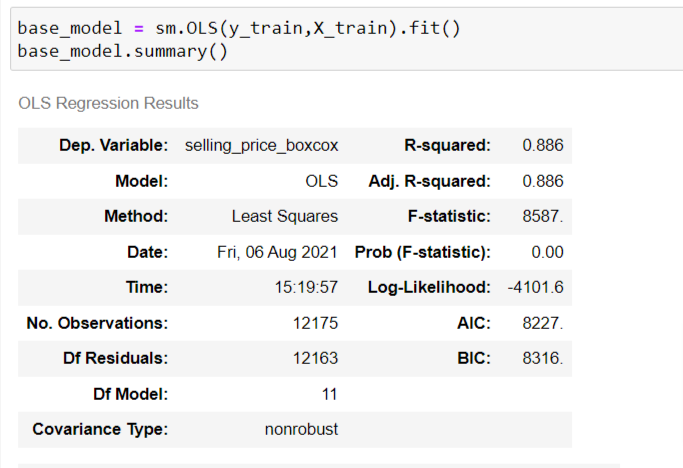 base_model = sm.OLS(y_train,X_train).fit()
base_model.summary()
OLS Regression Results
Dep. Variable: selling_price_boxcox R-squared: 0.886
Model: OLS Adj. R-squared: 0.886
Method: Least Squares F-statistic: 8587.
Date: Fri, 06 Aug 2021 Prob (F-statistic): 0.00
Time: 15:19:57 Log-Likelihood: -4101.6
No. Observations: 12175 AIC: 8227.
Df Residuals: 12163 BIC: 8316.
Df Model: 11
Covariance Type: nonrobust